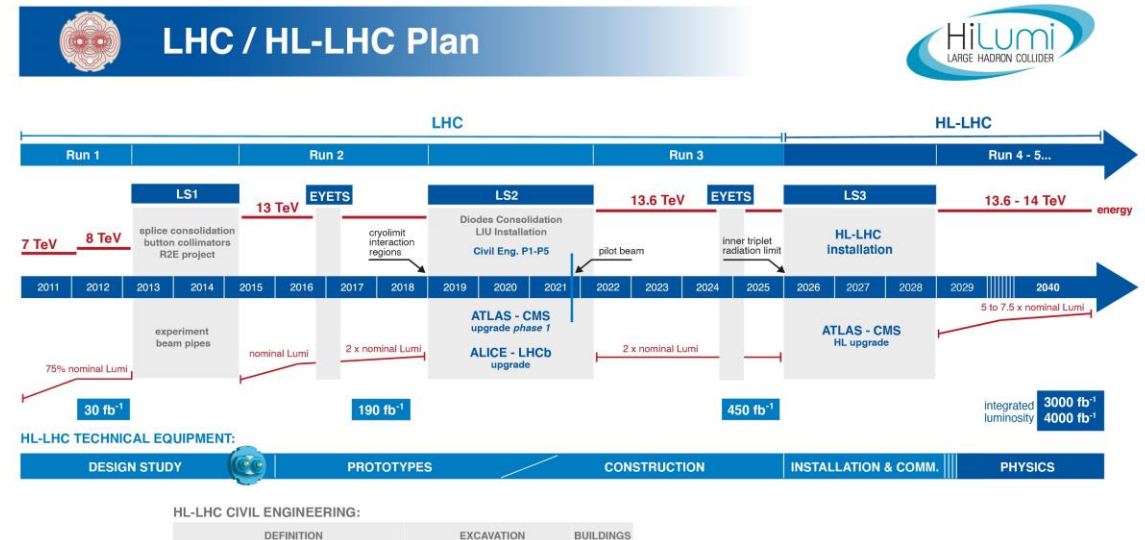 LHC / HL-LHC Plan
HiLumi
LARGE HADRON COLLIDER
LHC
HL-LHC
Run 1
Run 2
Run 3
Run 4 - 5...
LS1
EYETS
LS2
EYETS
LS3
7 TeV
8 TeV
13 TeV
13.6 TeV
13.6 - 14 TeV
energy
splice consolidation
button collimators
R2E project
cryolimit
interaction
regions
Diodes Consolidation
LIU Installation
Civil Eng. P1-P5
pilot beam
inner triplet
radiation limit
HL-LHC
installation
2011 2012 2013 2014 2015 2016 2017 2018 2019 2020 2021 2022 2023 2024 2025 2026 2027 2028 2029 2040
experiment
beam pipes
75% nominal Lumi
nominal Lumi
2 x nominal Lumi
ATLAS - CMS
upgrade phase 1
ALICE - LHCb
upgrade
2 x nominal Lumi
ATLAS - CMS
HL upgrade
5 to 7.5 x nominal Lumi
30 fb-1
190 fb-1
450 fb-1
integrated
luminosity
3000 fb-1
4000 fb-1
HL-LHC TECHNICAL EQUIPMENT:
DESIGN STUDY
PROTOTYPES
CONSTRUCTION
INSTALLATION & COMM.
PHYSICS
HL-LHC CIVIL ENGINEERING:
DEFINITION
EXCAVATION
BUILDINGS